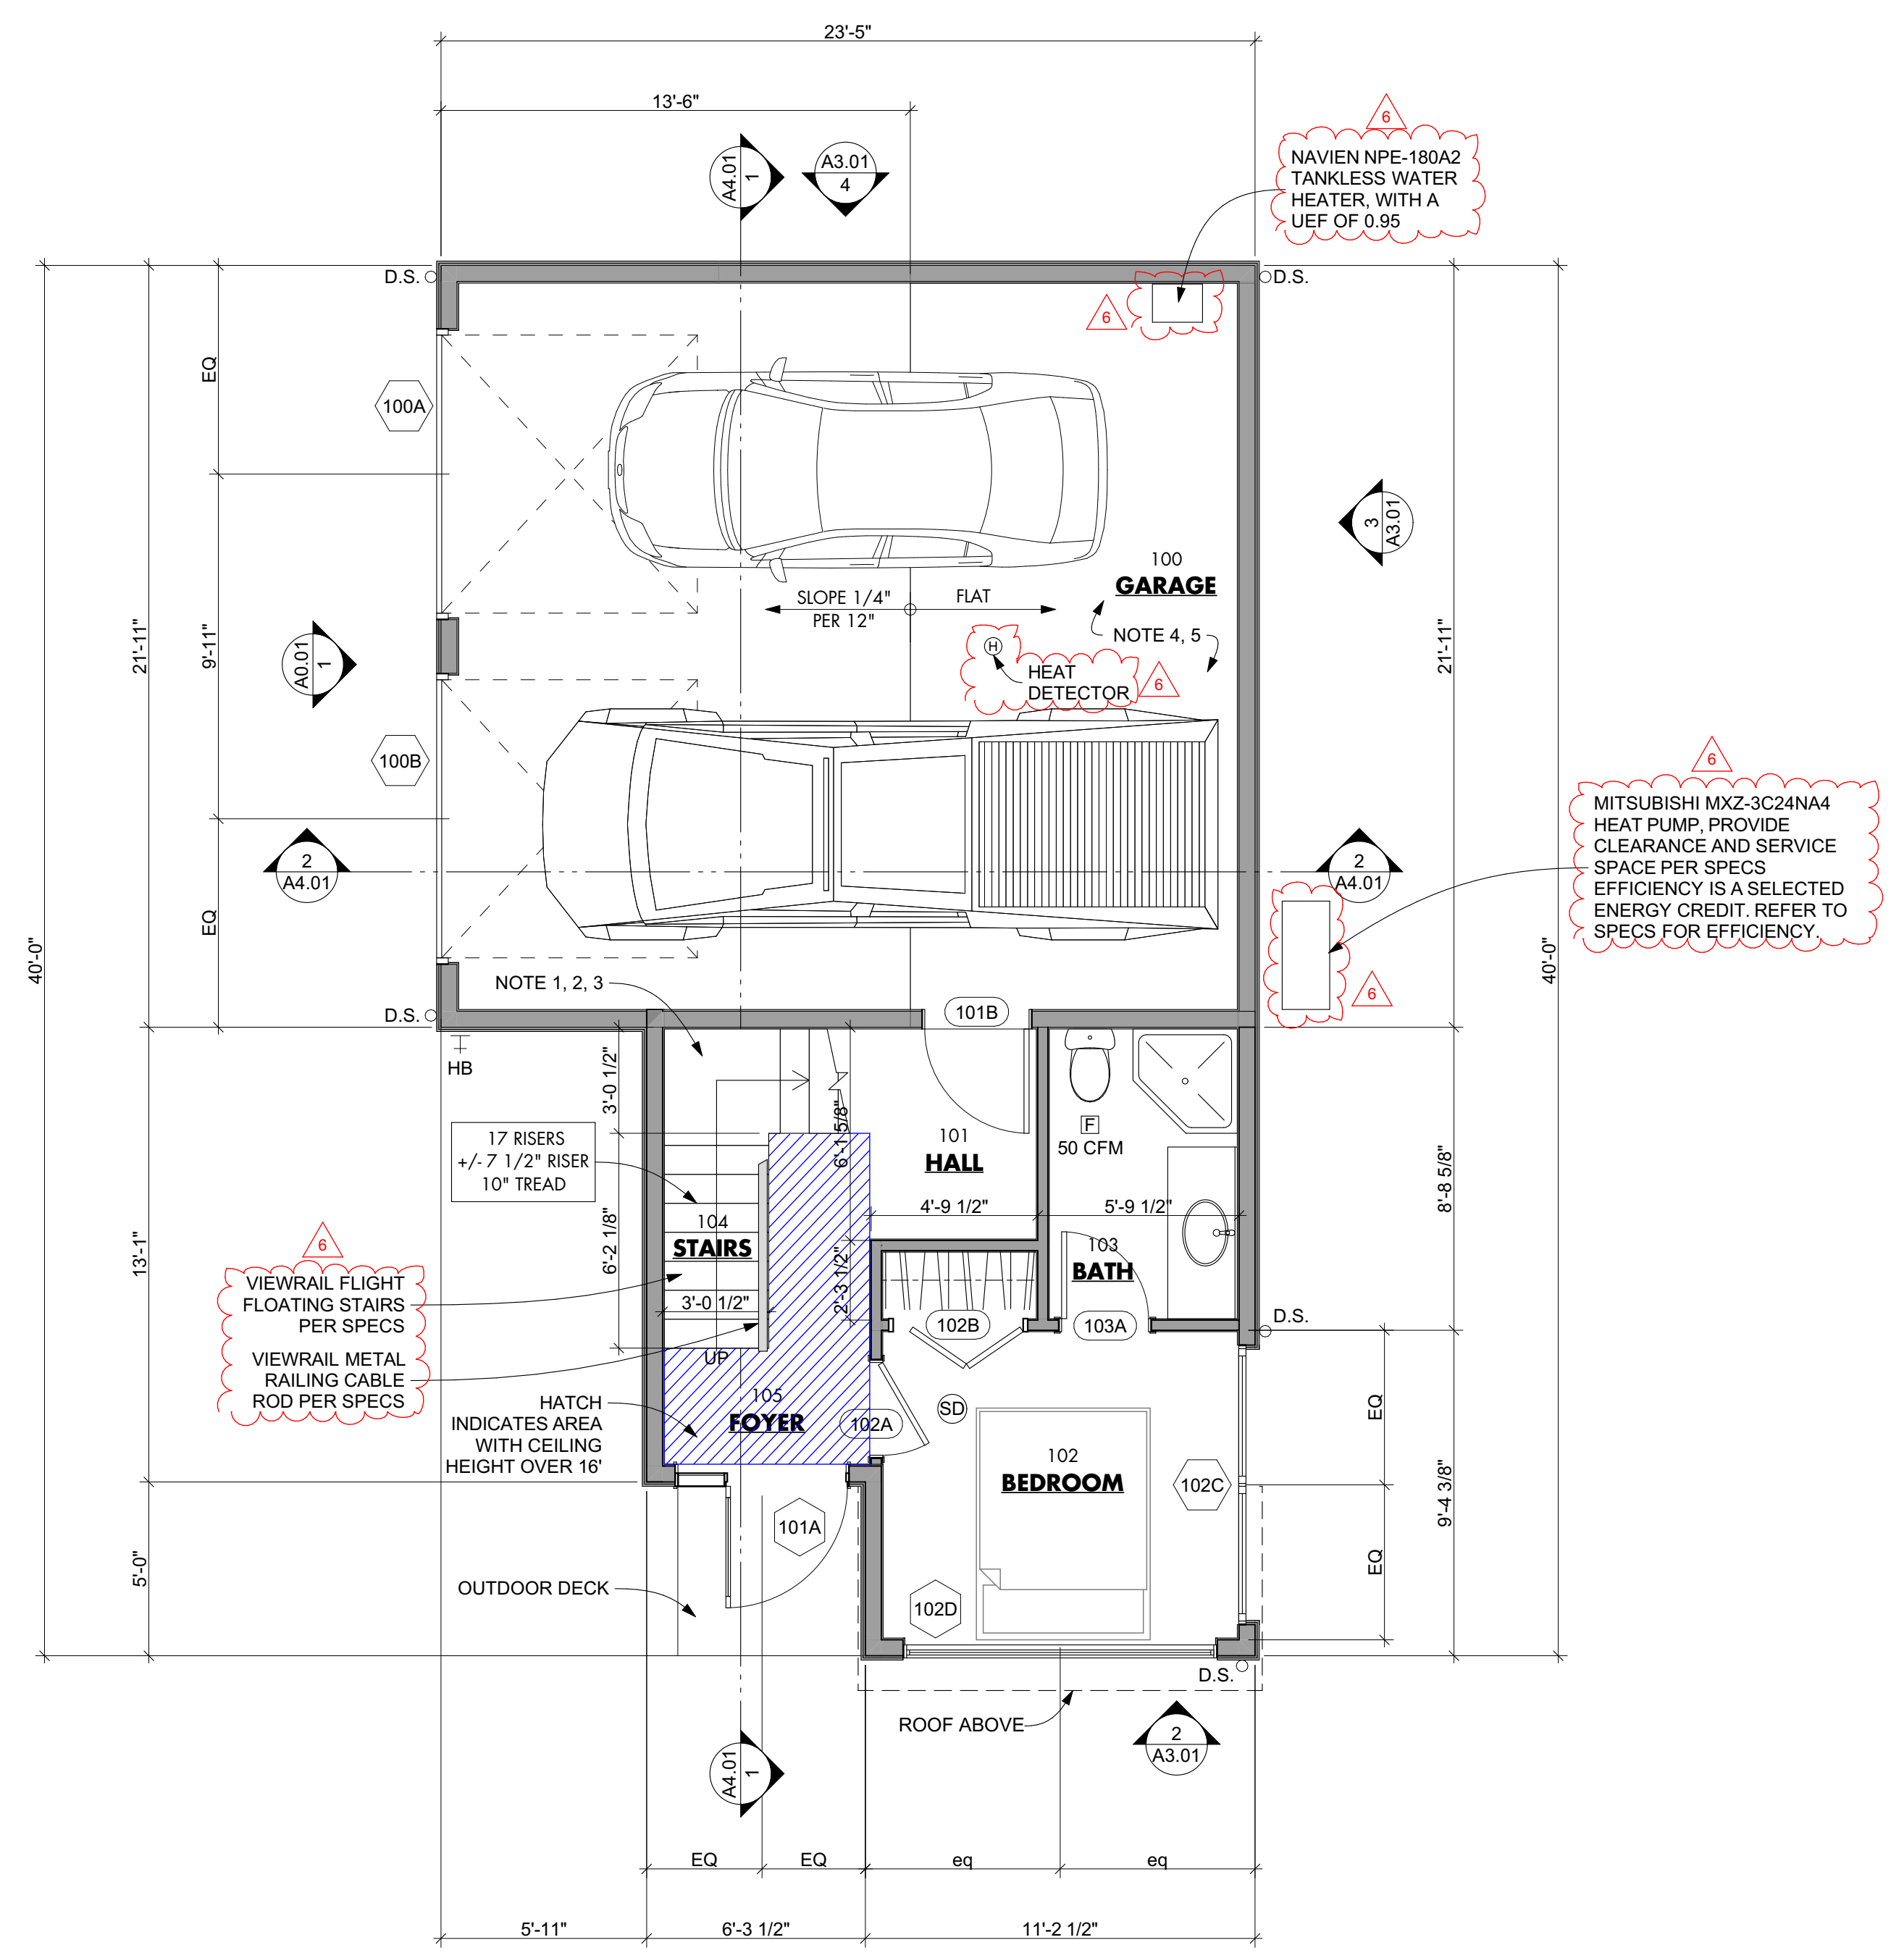 23'-5"
13'-6"
6
NAVIEN NPE-180A2
TANKLESS WATER
HEATER, WITH A
UEF OF 0.95
A4.01
1
A3.01
4
D.S.
D.S.
6
EQ
100A
3
A3.01
100
GARAGE
SLOPE 1/4"
PER 12"
FLAT
NOTE 4, 5
H
HEAT
DETECTOR
6
21'-11"
9'-11"
A0.01
1
21'-11"
100B
6
MITSUBISHI MXZ-3C24NA4
HEAT PUMP, PROVIDE
CLEARANCE AND SERVICE
SPACE PER SPECS
EFFICIENCY IS A SELECTED
ENERGY CREDIT. REFER TO
SPECS FOR EFFICIENCY.
2
A4.01
2
A4.01
EQ
40'-0"
40'-0"
NOTE 1, 2, 3
6
D.S.
101B
HB
3'-0 1/2"
6'-1 5/8"
17 RISERS
+/- 7 1/2" RISER
10" TREAD
101
HALL
F
50 CFM
8'-8 5/8"
4'-9 1/2"
5'-9 1/2"
104
STAIRS
6'-2 1/8"
13'-1"
103
BATH
2'-3 1/2"
6
VIEWRAIL FLIGHT
FLOATING STAIRS
PER SPECS
VIEWRAIL METAL
RAILING CABLE
ROD PER SPECS
3'-0 1/2"
102B
103A
D.S.
UP
HATCH
INDICATES AREA
WITH CEILING
HEIGHT OVER 16'
105
FOYER
102A
SD
EQ
102
BEDROOM
102C
9'-4 3/8"
101A
5'-0"
EQ
OUTDOOR DECK
102D
D.S.
ROOF ABOVE
2
A3.01
A4.01
1
EQ
EQ
eq
eq
5'-11"
6'-3 1/2"
11'-2 1/2"